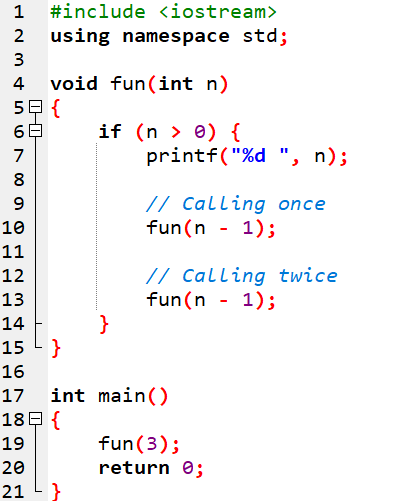 1 #include <iostream>
2 using namespace std;
3
4 void fun(int n)
5 {
6 if (n > 0) {
7 printf("%d ", n);
8
9 // Calling once
10 fun(n - 1);
11
12 // Calling twice
13 fun(n - 1);
14 }
15 }
16
17 int main()
18 {
19 fun(3);
20 return 0;
21 }